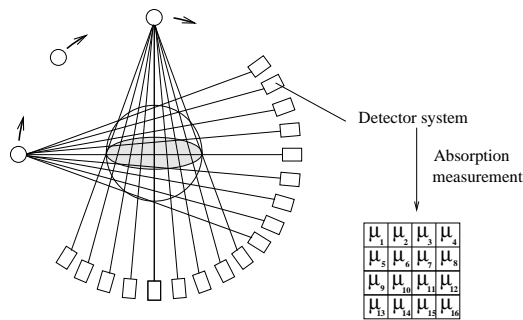 Detector system
Absorption
measurement
μ1 μ2 μ3 μ4
μ5 μ6 μ7 μ8
μ9 μ10 μ11 μ12
μ13 μ14 μ15 μ16